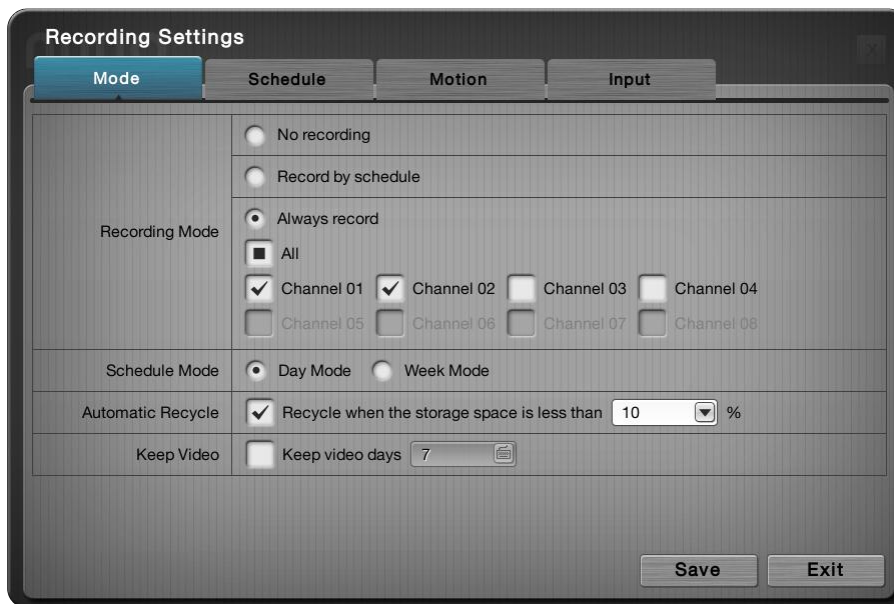 Recording Settings
Mode Schedule Motion Input
No recording
Record by schedule
Recording Mode
Always record
All
Channel 01 Channel 02 Channel 03 Channel 04
Channel 05 Channel 06 Channel 07 Channel 08
Schedule Mode Day Mode Week Mode
Automatic Recycle Recycle when the storage space is less than 10 %
Keep Video Keep video days 7
Save Exit